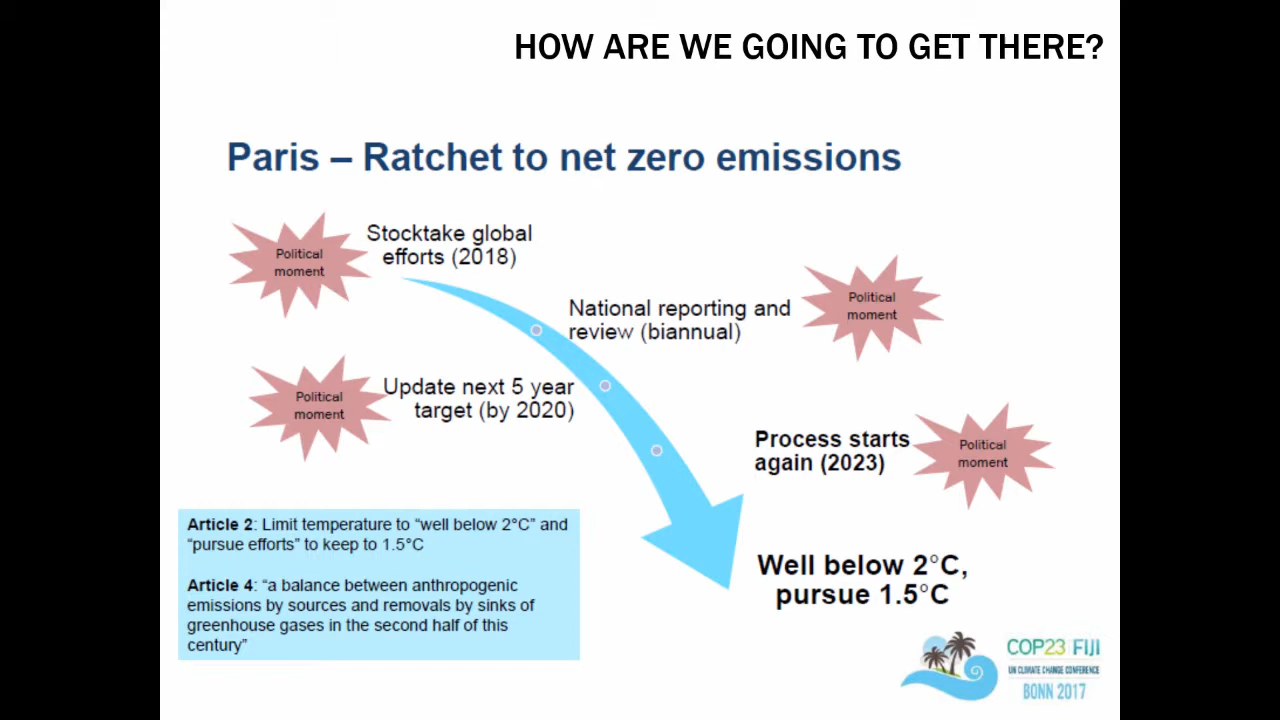 HOW ARE WE GOING TO GET THERE?
Paris – Ratchet to net zero emissions
Political
moment
Stocktake global
efforts (2018)
National reporting and
review (biannual)
Political
moment
Political
moment
Update next 5 year
target (by 2020)
Process starts
again (2023)
Political
moment
Article 2: Limit temperature to “well below 2°C” and
“pursue efforts” to keep to 1.5°C
Article 4: “a balance between anthropogenic
emissions by sources and removals by sinks of
greenhouse gases in the second half of this
century”
Well below 2°C,
pursue 1.5°C
COP23 FIJI
UN CLIMATE CHANGE CONFERENCE
BONN 2017